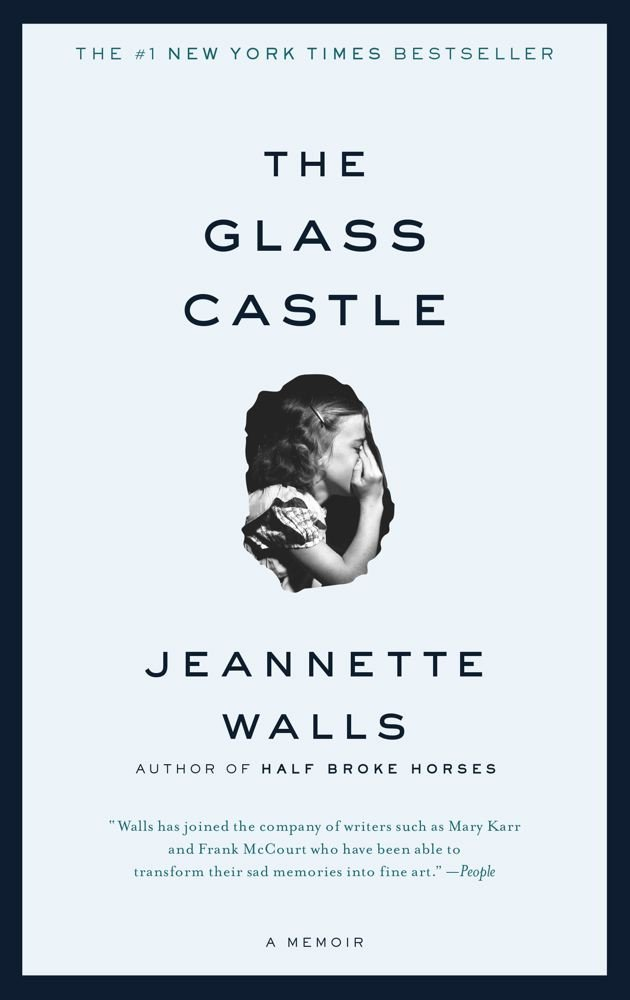 THE #1 NEW YORK TIMES BESTSELLER
THE
GLASS
CASTLE
JEANNETTE
WALLS
AUTHOR OF HALF BROKE HORSES
“Walls has joined the company of writers such as Mary Karr
and Frank McCourt who have been able to
transform their sad memories into fine art.” —People
A MEMOIR